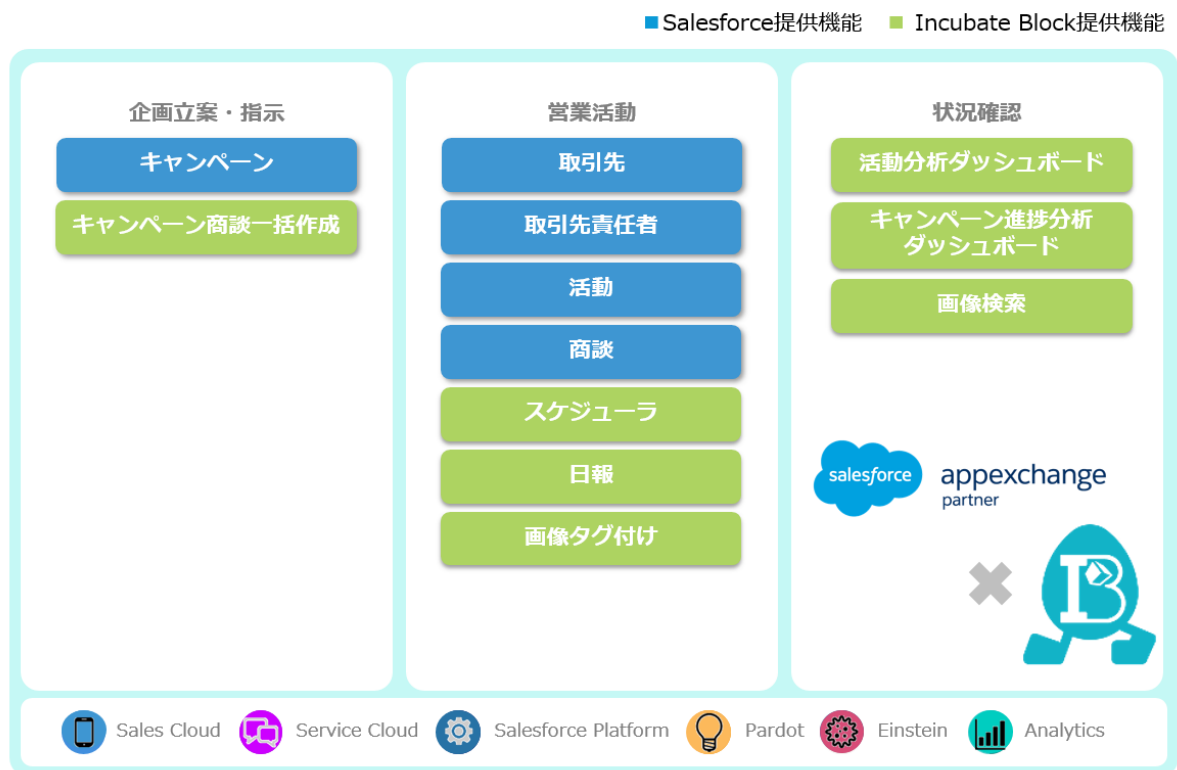 Salesforce提供機能
Incubate Block提供機能
企画立案・指示
キャンペーン
キャンペーン商談一括作成
営業活動
取引先
取引先責任者
活動
商談
スケジューラ
日報
画像タグ付け
状況確認
活動分析ダッシュボード
キャンペーン進捗分析
ダッシュボード
画像検索
salesforce
appexchange
partner
IB
Sales Cloud
Service Cloud
Salesforce Platform
Pardot
Einstein
Analytics